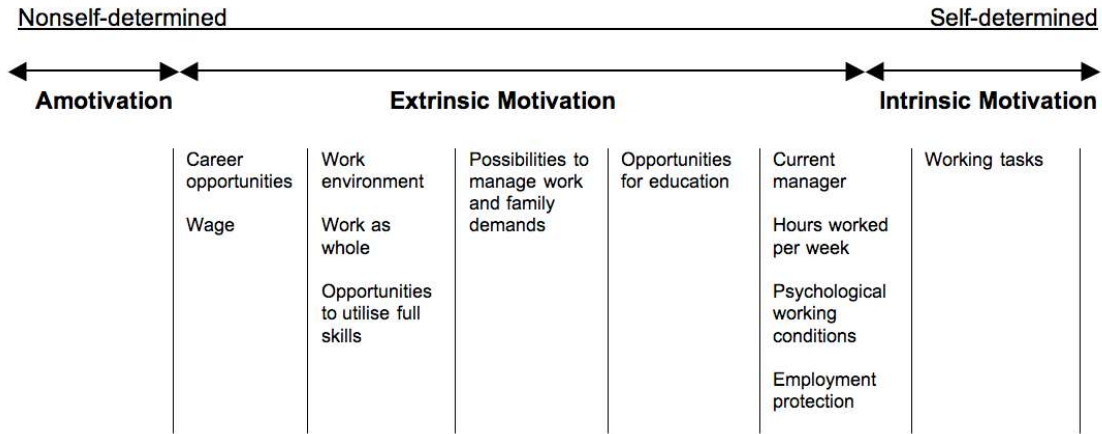 Nonself-determined
Self-determined
Amotivation
Extrinsic Motivation
Intrinsic Motivation
Career
opportunities
Wage
Work
environment
Work as
whole
Opportunities
to utilise full
skills
Possibilities to
manage work
and family
demands
Opportunities
for education
Current
manager
Hours worked
per week
Psychological
working
conditions
Employment
protection
Working tasks